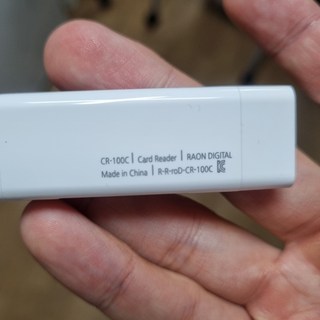 CR-100C | Card Reader | RAON DIGITAL
Made in China | R-R-roD-CR-100C